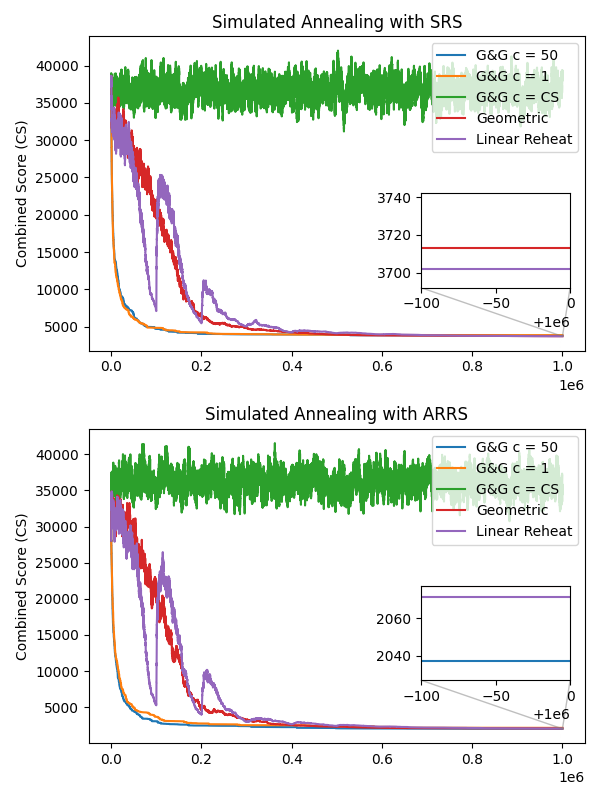 Simulated Annealing with SRS
Combined Score (CS)
40000
35000
30000
25000
20000
15000
10000
5000
G&G c = 50
G&G c = 1
G&G c = CS
Geometric
Linear Reheat
3740
3720
3700
−100
−50
0
+1e6
0.0
0.2
0.4
0.6
0.8
1.0
1e6
Simulated Annealing with ARRS
Combined Score (CS)
40000
35000
30000
25000
20000
15000
10000
5000
G&G c = 50
G&G c = 1
G&G c = CS
Geometric
Linear Reheat
2060
2040
−100
−50
0
+1e6
0.0
0.2
0.4
0.6
0.8
1.0
1e6